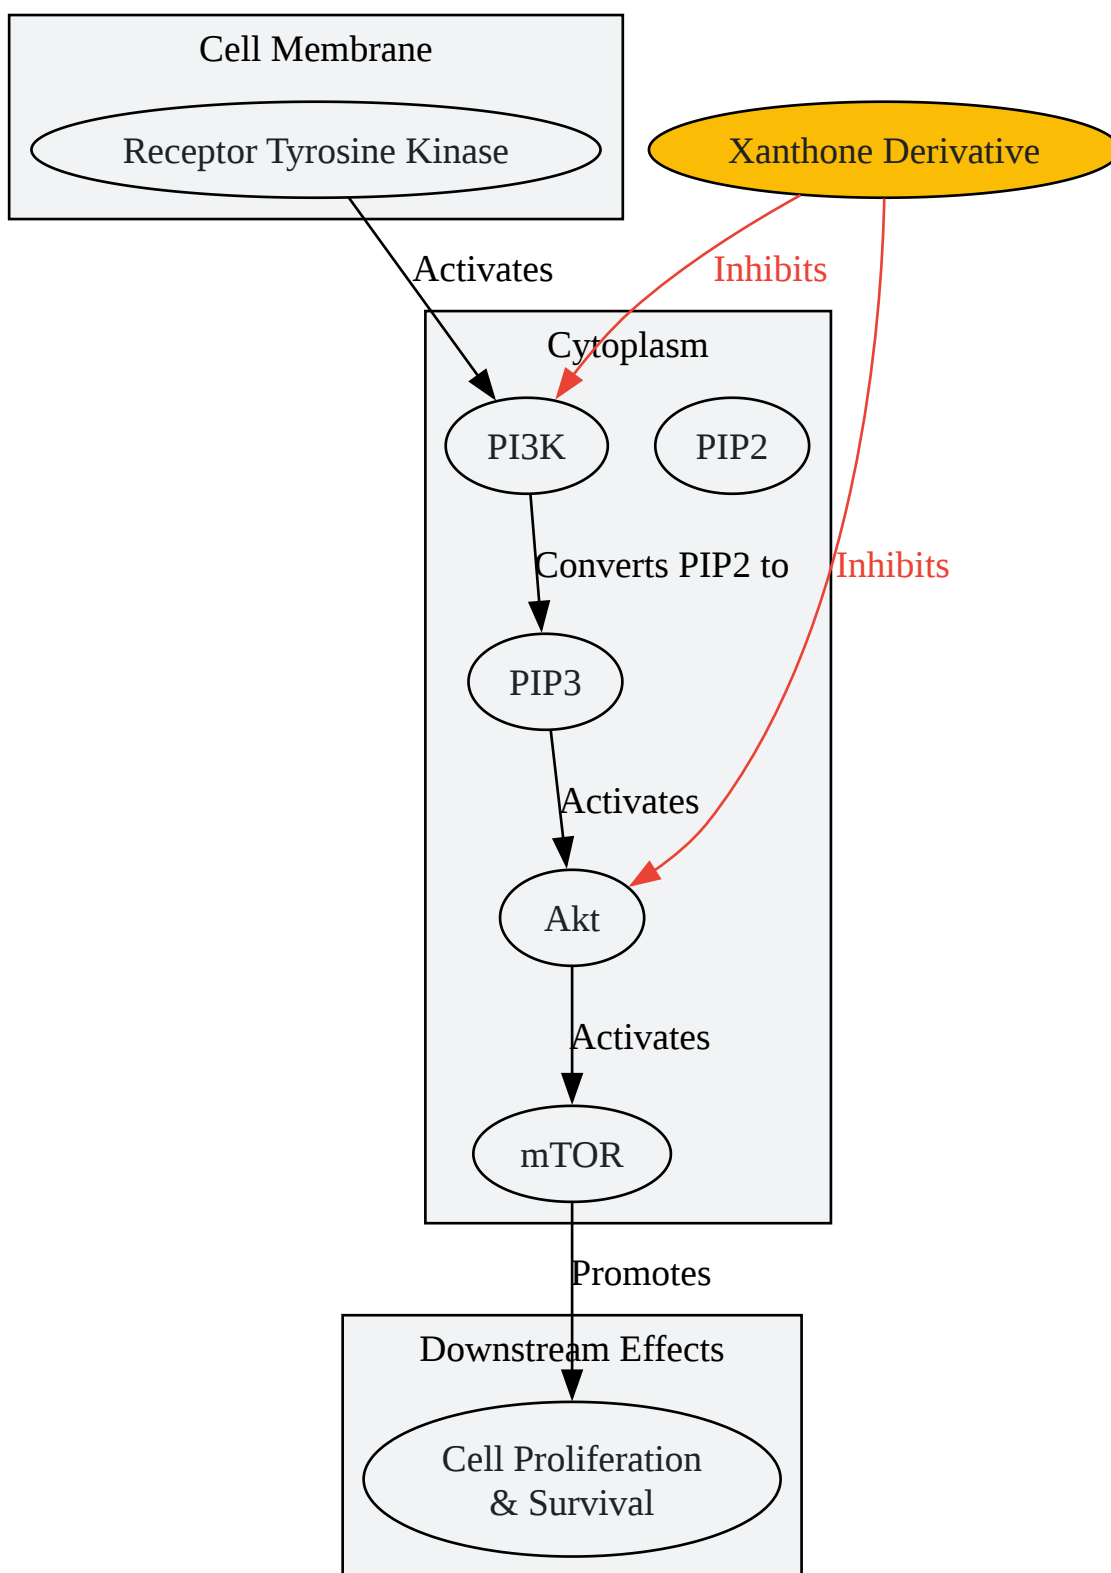 Cell Membrane
Receptor Tyrosine Kinase
Xanthone Derivative
Activates
Inhibits
Cytoplasm
PI3K
PIP2
Converts PIP2 to
Inhibits
PIP3
Activates
Akt
Activates
mTOR
Promotes
Downstream Effects
Cell Proliferation
& Survival